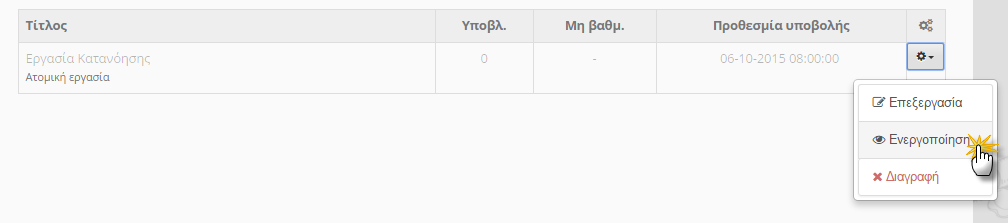 Τίτλος Υποβλ. Μη βαθμ. Προθεσμία υποβολής
Εργασία Κατανόησης 0 - 06-10-2015 08:00:00
Ατομική εργασία
Επεξεργασία
Ενεργοποίηση
Διαγραφή